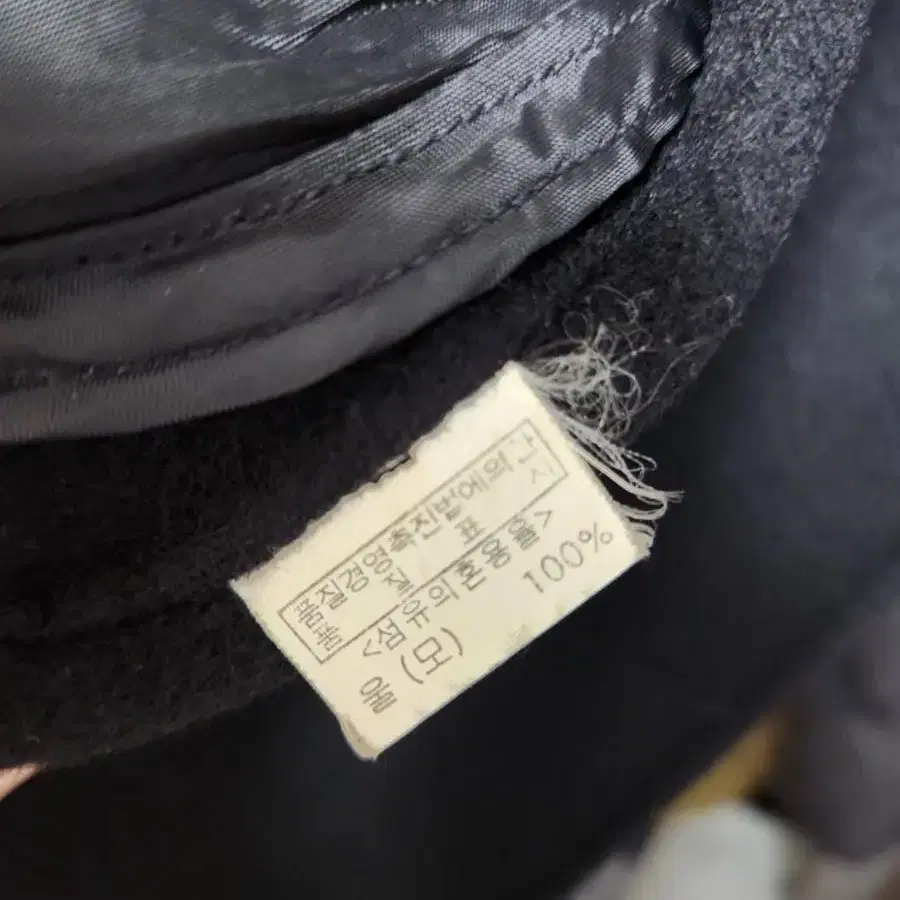 품질경영촉진법에의
품 표
<섬유의혼용율>
울(모) 100%